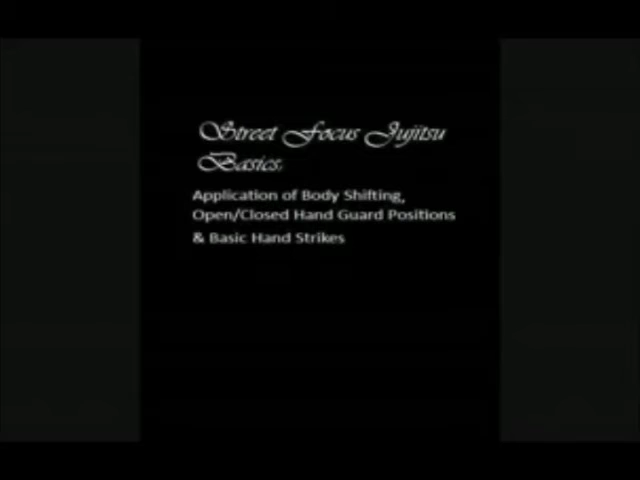 Street Focus Jujitsu
Basics:
Application of Body Shifting,
Open/Closed Hand Guard Positions
& Basic Hand Strikes